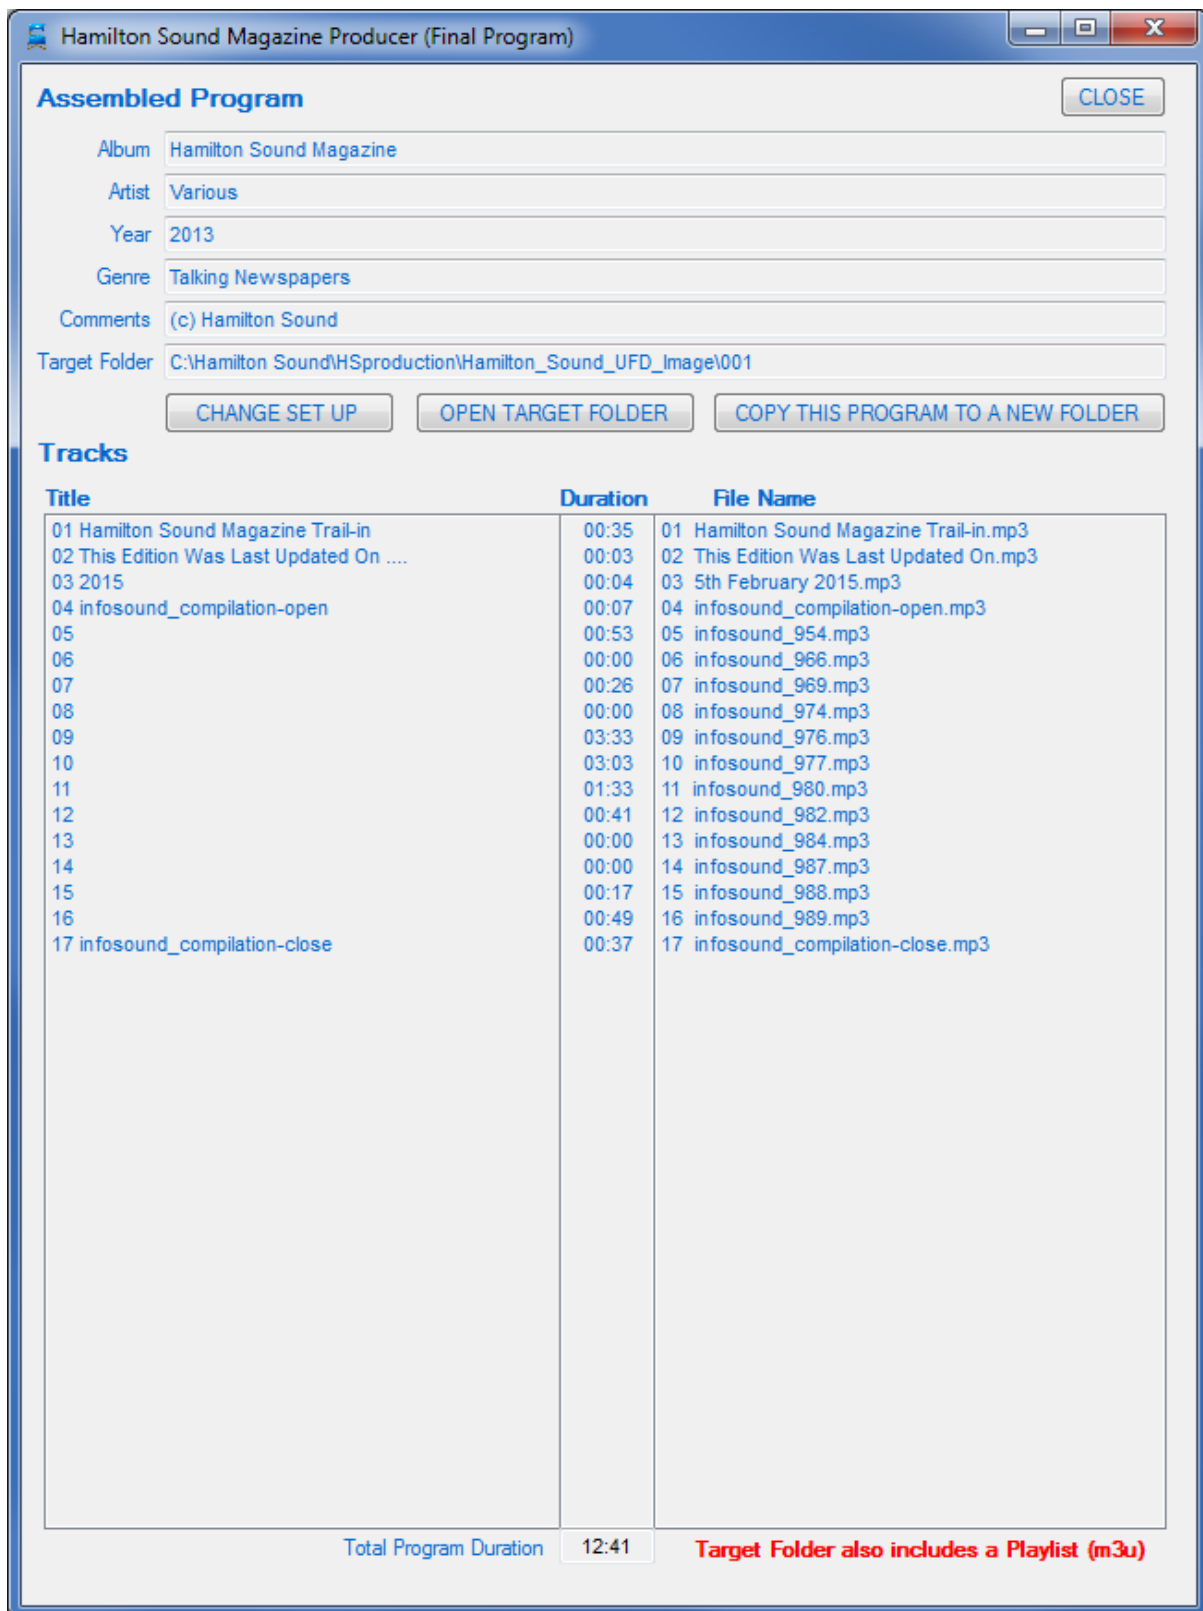 Hamilton Sound Magazine Producer (Final Program)
Assembled Program
CLOSE
Album Hamilton Sound Magazine
Artist Various
Year 2013
Genre Talking Newspapers
Comments (c) Hamilton Sound
Target Folder C:\Hamilton Sound\HSproduction\Hamilton_Sound_UFD_Image\001
CHANGE SET UP OPEN TARGET FOLDER COPY THIS PROGRAM TO A NEW FOLDER
Tracks
Title Duration File Name
01 Hamilton Sound Magazine Trail-in 00:35 01 Hamilton Sound Magazine Trail-in.mp3
02 This Edition Was Last Updated On .... 00:03 02 This Edition Was Last Updated On.mp3
03 2015 00:04 03 5th February 2015.mp3
04 infosound_compilation-open 00:07 04 infosound_compilation-open.mp3
05 00:53 05 infosound_954.mp3
06 00:00 06 infosound_966.mp3
07 00:26 07 infosound_969.mp3
08 00:00 08 infosound_974.mp3
09 03:33 09 infosound_976.mp3
10 03:03 10 infosound_977.mp3
11 01:33 11 infosound_980.mp3
12 00:41 12 infosound_982.mp3
13 00:00 13 infosound_984.mp3
14 00:00 14 infosound_987.mp3
15 00:17 15 infosound_988.mp3
16 00:49 16 infosound_989.mp3
17 infosound_compilation-close 00:37 17 infosound_compilation-close.mp3
Total Program Duration 12:41 Target Folder also includes a Playlist (m3u)